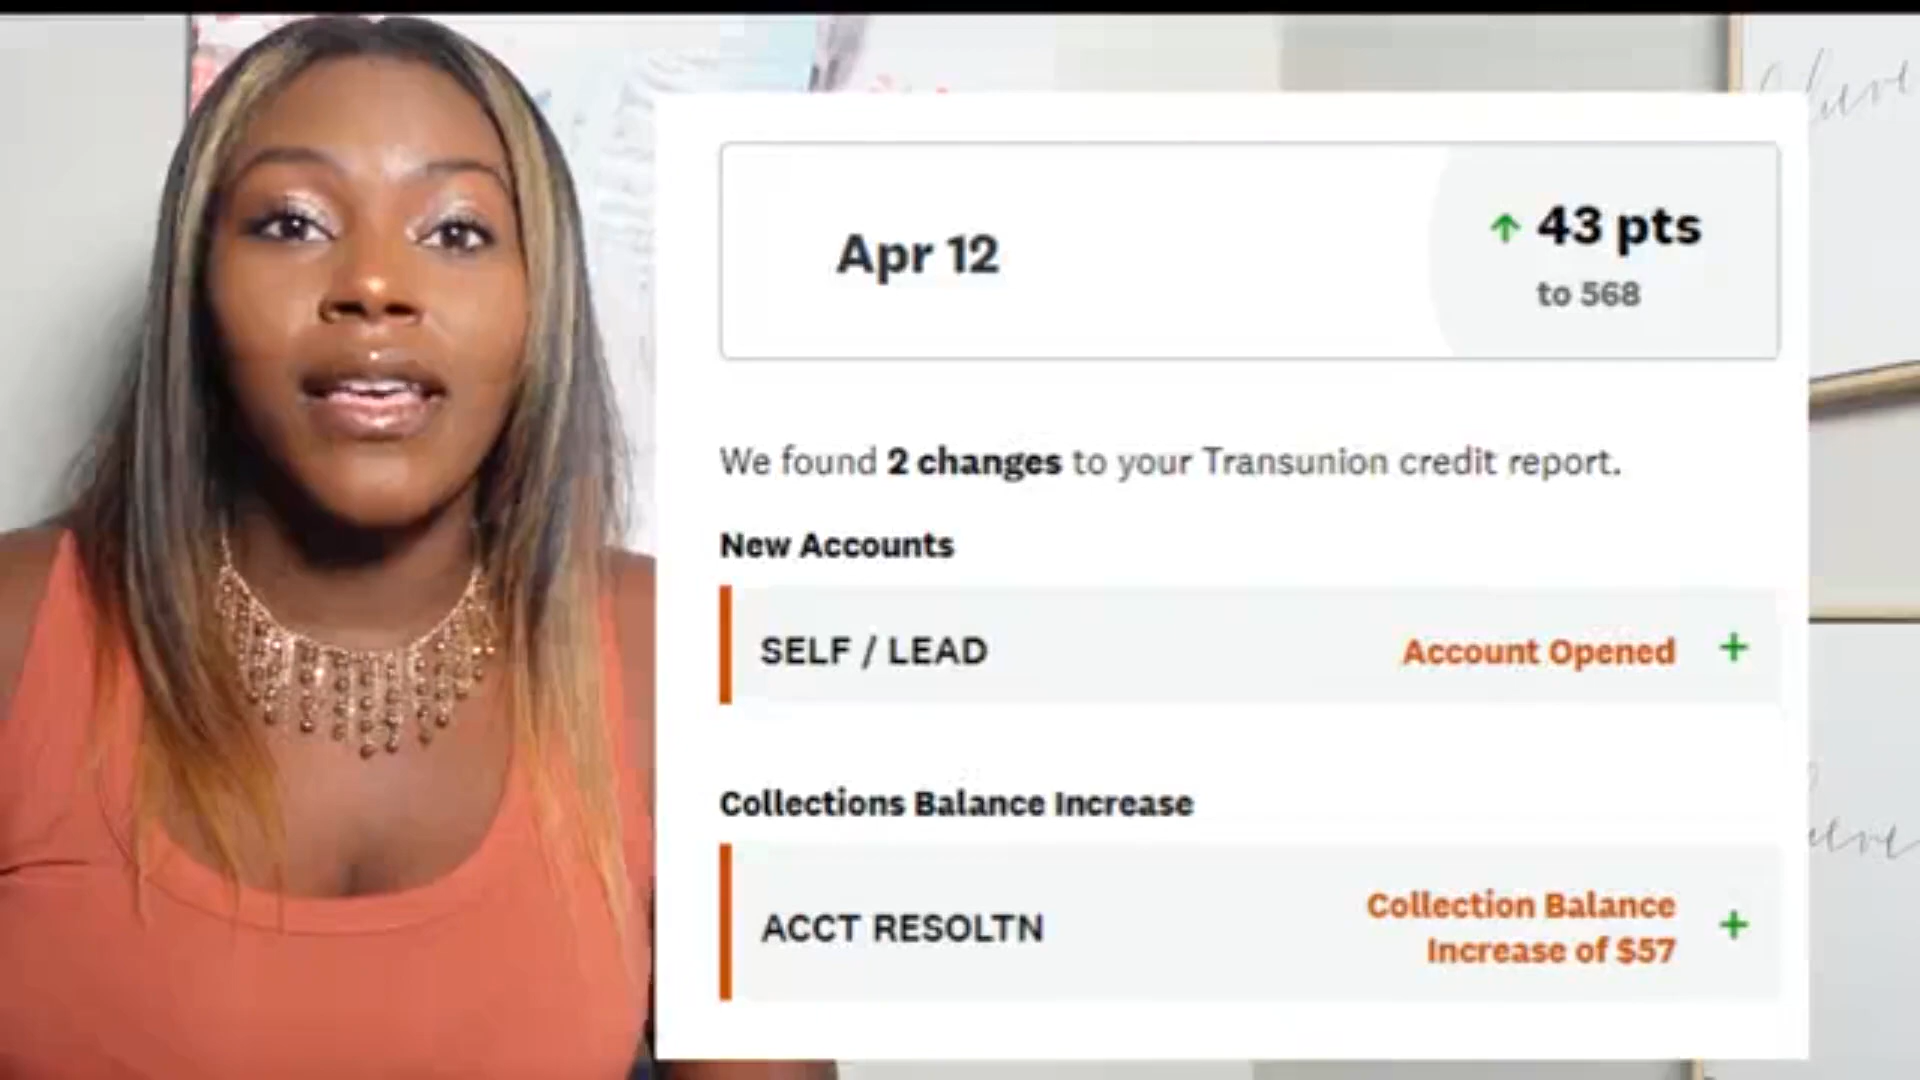 Apr 12
↑ 43 pts
to 568
We found 2 changes to your Transunion credit report.
New Accounts
SELF / LEAD
Account Opened +
Collections Balance Increase
ACCT RESOLTN
Collection Balance
Increase of $57 +